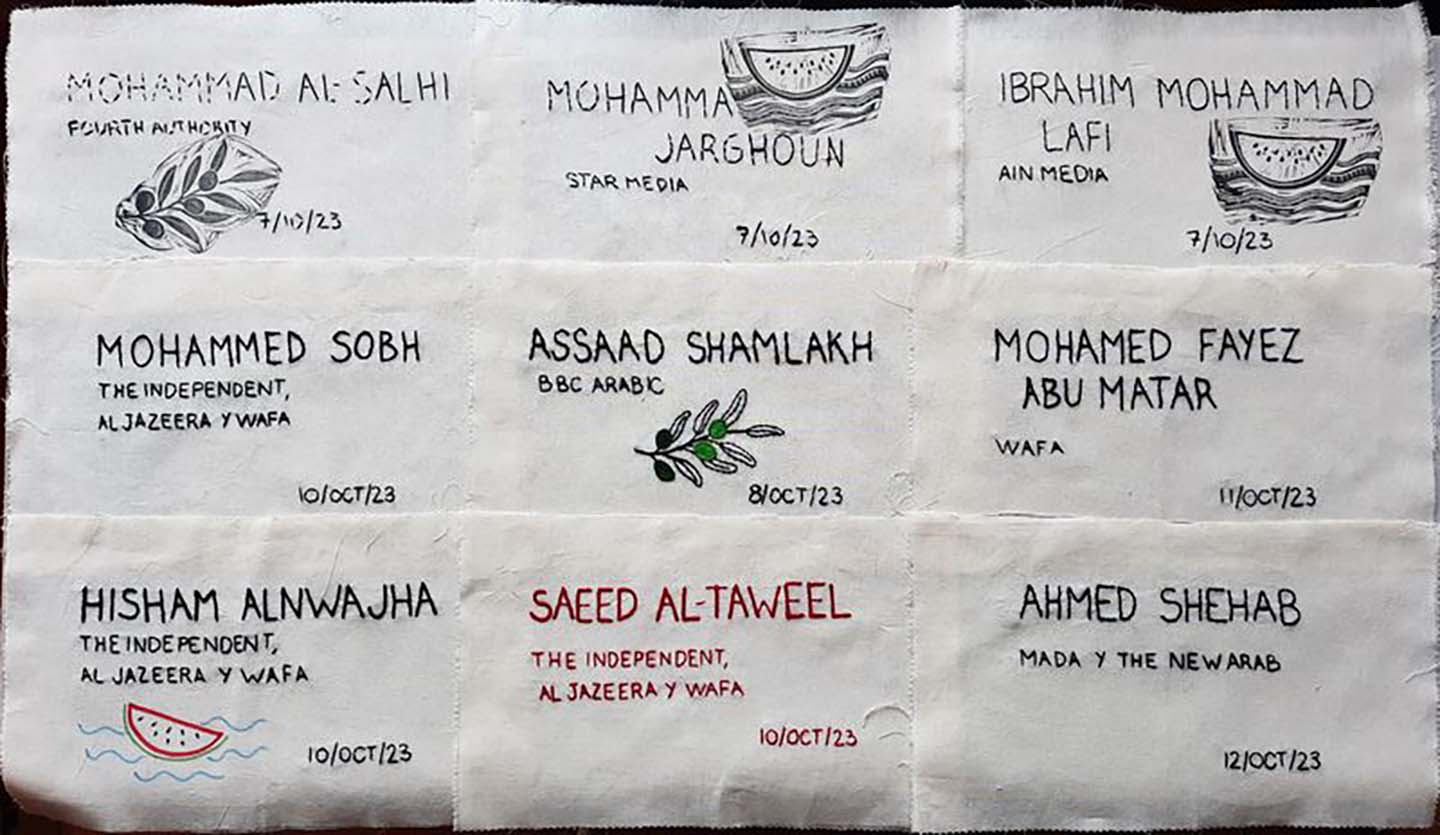 MOHAMMAD AL-SALHI
FOURTH AUTHORITY
7/10/23
MOHAMMA
JARGHOUN
STAR MEDIA
7/10/23
IBRAHIM MOHAMMAD
LAFI
AIN MEDIA
7/10/23
MOHAMMED SOBH
THE INDEPENDENT,
AL JAZEERA Y WAFA
10/OCT/23
ASSAAD SHAMLAKH
BBC ARABIC
8/OCT/23
MOHAMED FAYEZ
ABU MATAR
WAFA
11/OCT/23
HISHAM ALNWAJHA
THE INDEPENDENT,
AL JAZEERA Y WAFA
10/OCT/23
SAEED AL-TAWEEL
THE INDEPENDENT,
AL JAZEERA Y WAFA
10/OCT/23
AHMED SHEHAB
MADA Y THE NEW ARAB
12/OCT/23